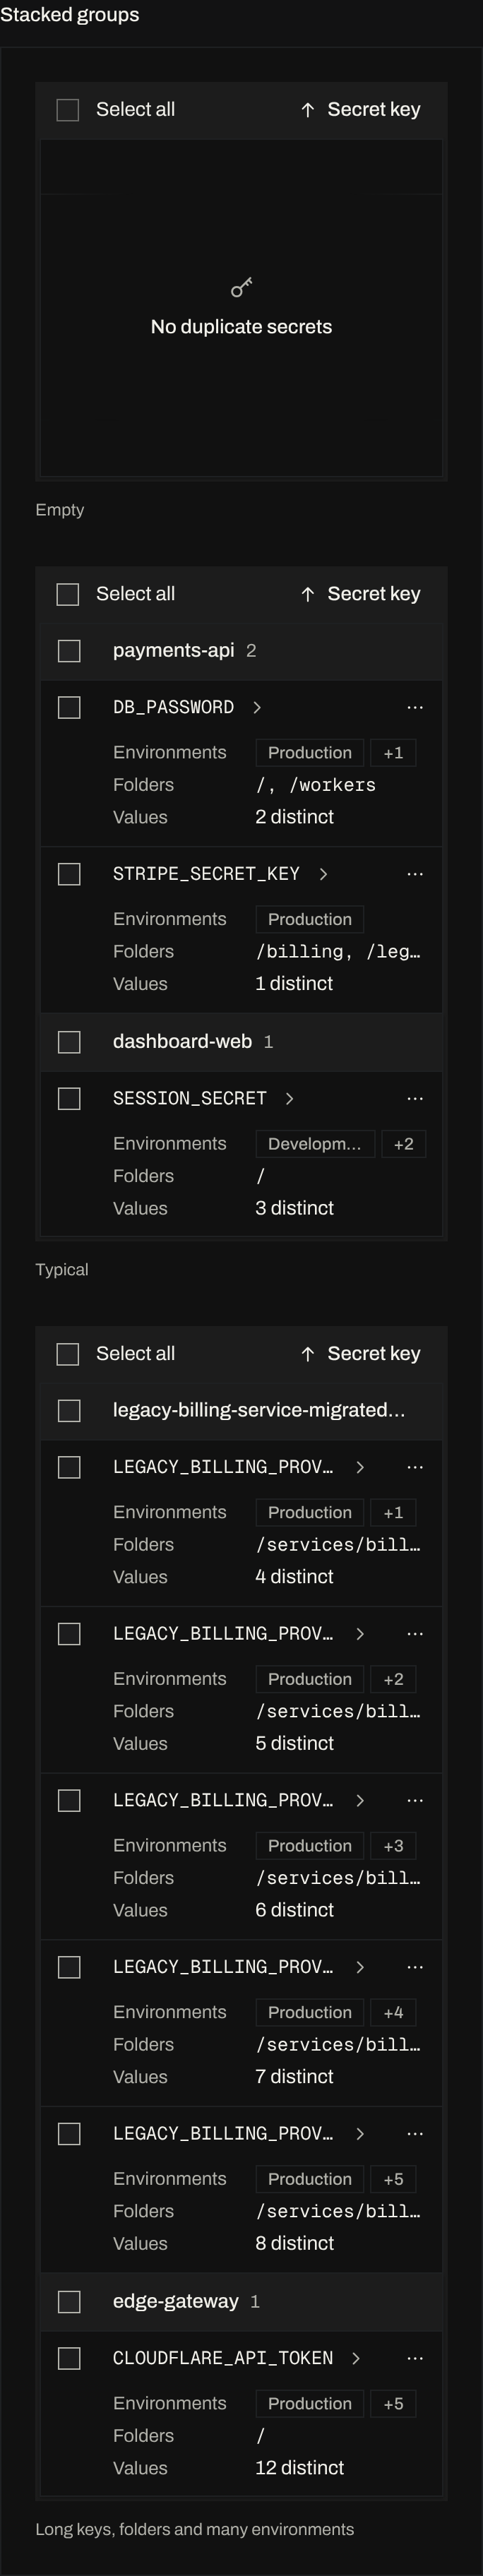 Stacked groups
Select all ↑ Secret key
No duplicate secrets
Empty
Select all ↑ Secret key
payments-api 2
DB_PASSWORD > ···
Environments Production +1
Folders /, /workers
Values 2 distinct
STRIPE_SECRET_KEY > ···
Environments Production
Folders /billing, /leg…
Values 1 distinct
dashboard-web 1
SESSION_SECRET > ···
Environments Developm… +2
Folders /
Values 3 distinct
Typical
Select all ↑ Secret key
legacy-billing-service-migrated…
LEGACY_BILLING_PROV… > ···
Environments Production +1
Folders /services/bill…
Values 4 distinct
LEGACY_BILLING_PROV… > ···
Environments Production +2
Folders /services/bill…
Values 5 distinct
LEGACY_BILLING_PROV… > ···
Environments Production +3
Folders /services/bill…
Values 6 distinct
LEGACY_BILLING_PROV… > ···
Environments Production +4
Folders /services/bill…
Values 7 distinct
LEGACY_BILLING_PROV… > ···
Environments Production +5
Folders /services/bill…
Values 8 distinct
edge-gateway 1
CLOUDFLARE_API_TOKEN > ···
Environments Production +5
Folders /
Values 12 distinct
Long keys, folders and many environments